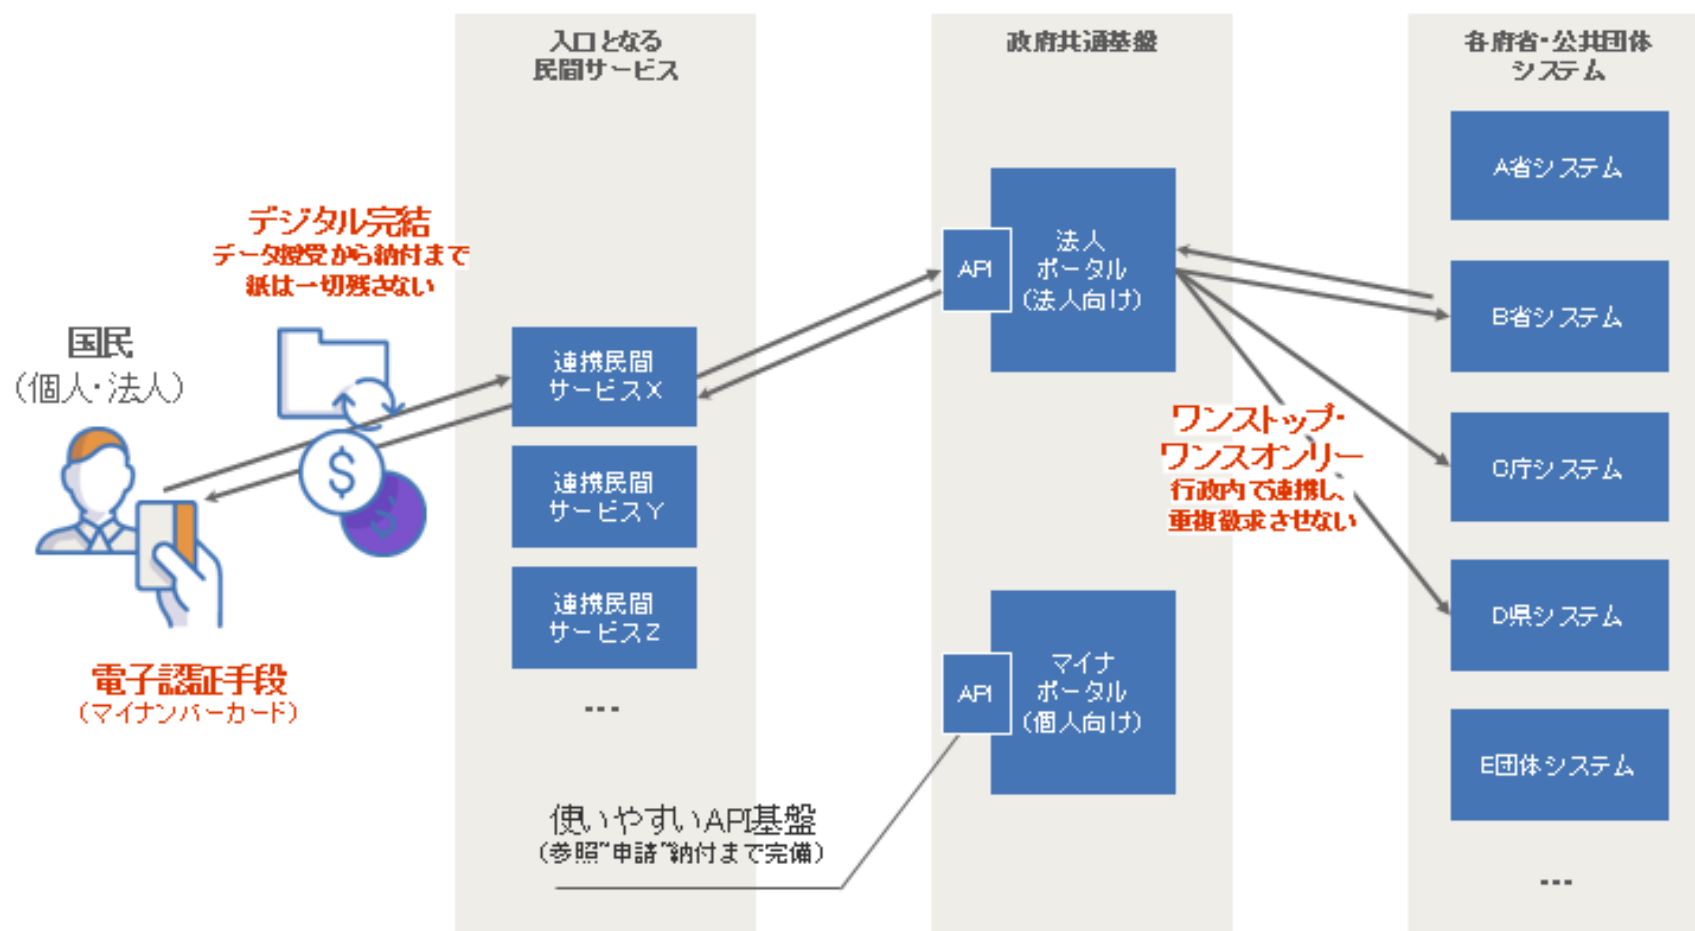 入口となる
民間サービス
政府共通基盤
各府省・公共団体
システム
デジタル完結
データ授受から納付まで
紙は一切残さない
国民
（個人・法人）
電子認証手段
（マイナンバーカード）
$
$
連携民間
サービスX
連携民間
サービスY
連携民間
サービスZ
...
使いやすいAPI基盤
（参照~申請~納付まで完備）
API
法人
ポータル
（法人向け）
ワンストップ・
ワンスオンリー
行政内で連携し、
重複徴求させない
API
マイナ
ポータル
（個人向け）
A省システム
B省システム
C庁システム
D県システム
E団体システム
...